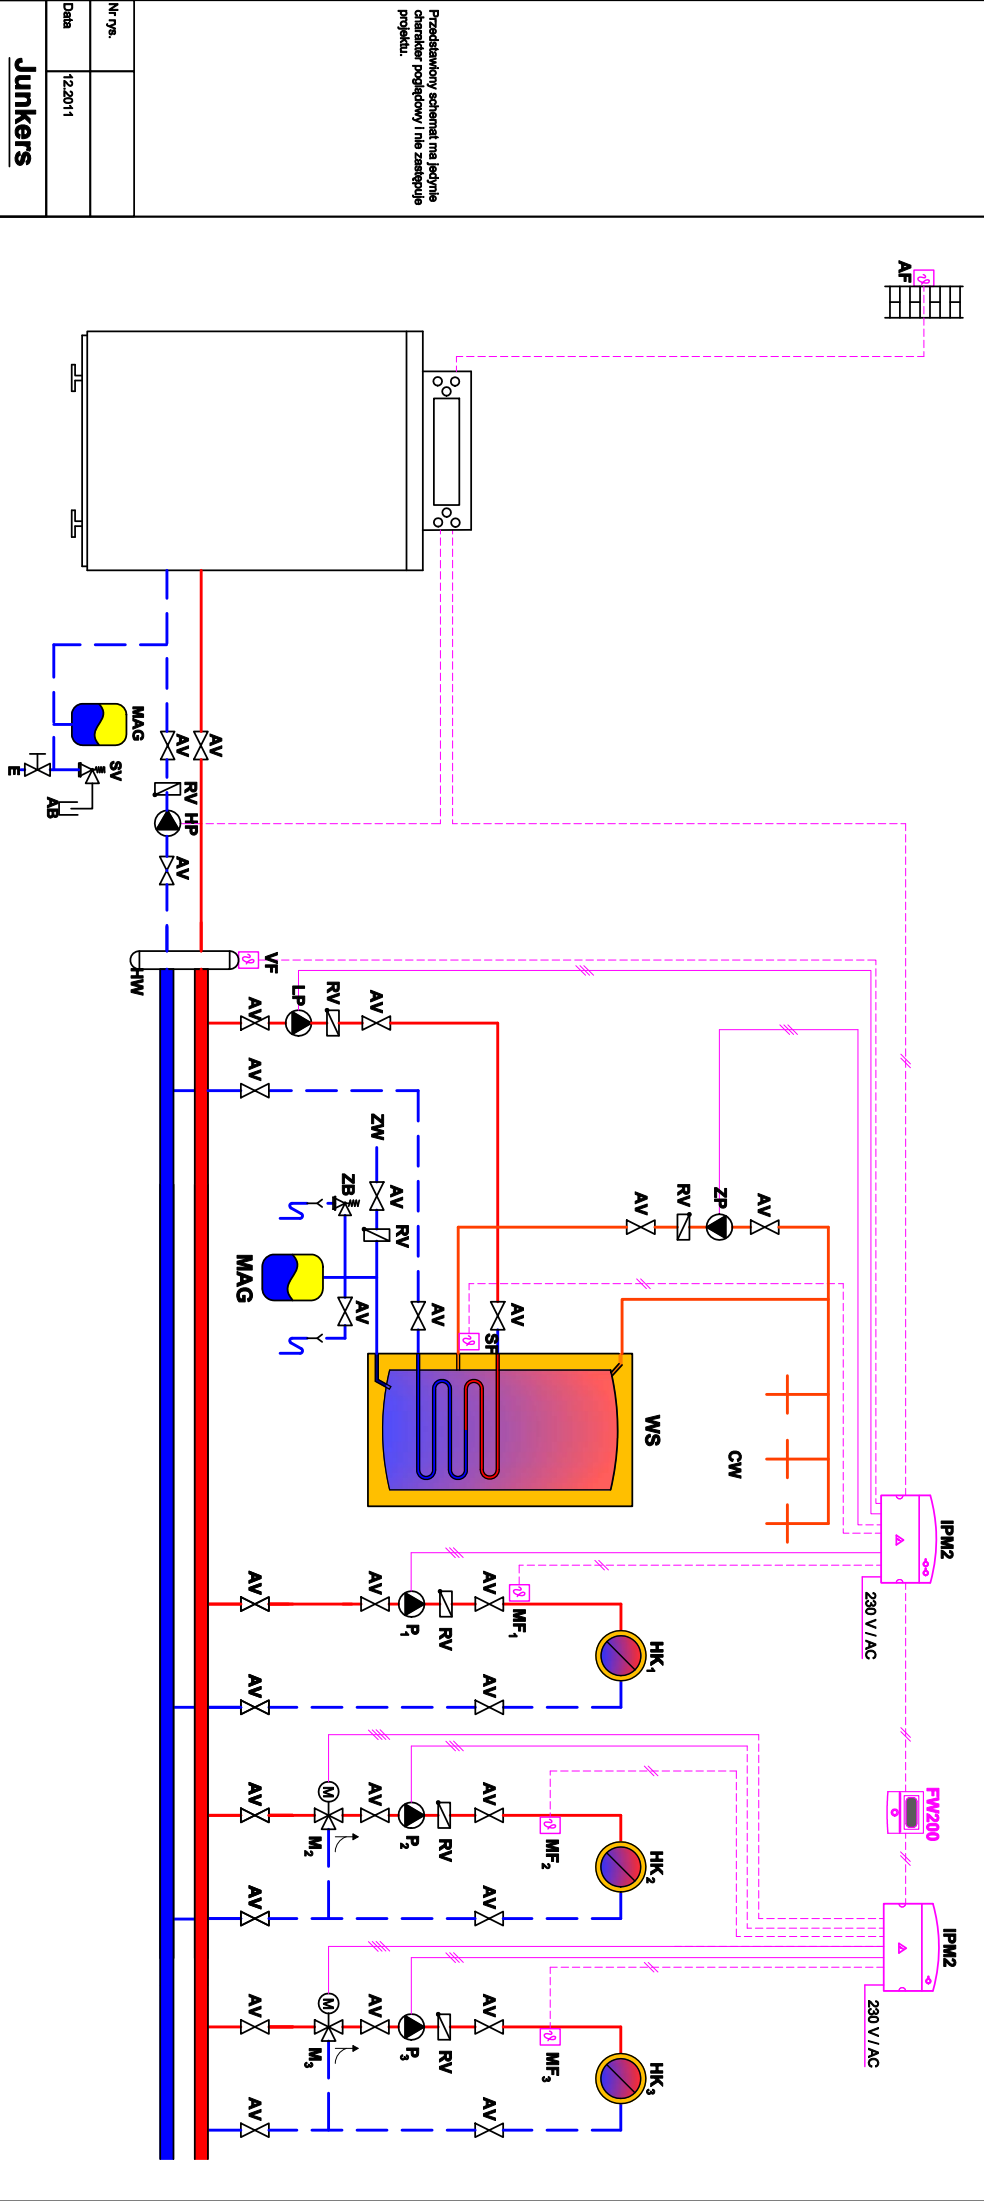 Przedstawiony schemat ma jedynie
charakter poglądowy i nie zastępuje
projektu.
Nr rys.
Data
12.2011
Junkers
AF
MAG
SV
E
AB
AV
AV
RV
HP
AV
HW
VF
LP
RV
AV
AV
AV
ZW
ZB
AV
RV
MAG
AV
AV
SF
AV
AV
RV
ZP
AV
WS
CW
IPM2
230 V / AC
AV
AV
P1
RV
AV
MF1
HK1
AV
AV
FW200
AV
M
M2
AV
P2
RV
AV
MF2
HK2
AV
AV
IPM2
230 V / AC
AV
M
M3
AV
P3
RV
AV
MF3
HK3
AV
AV